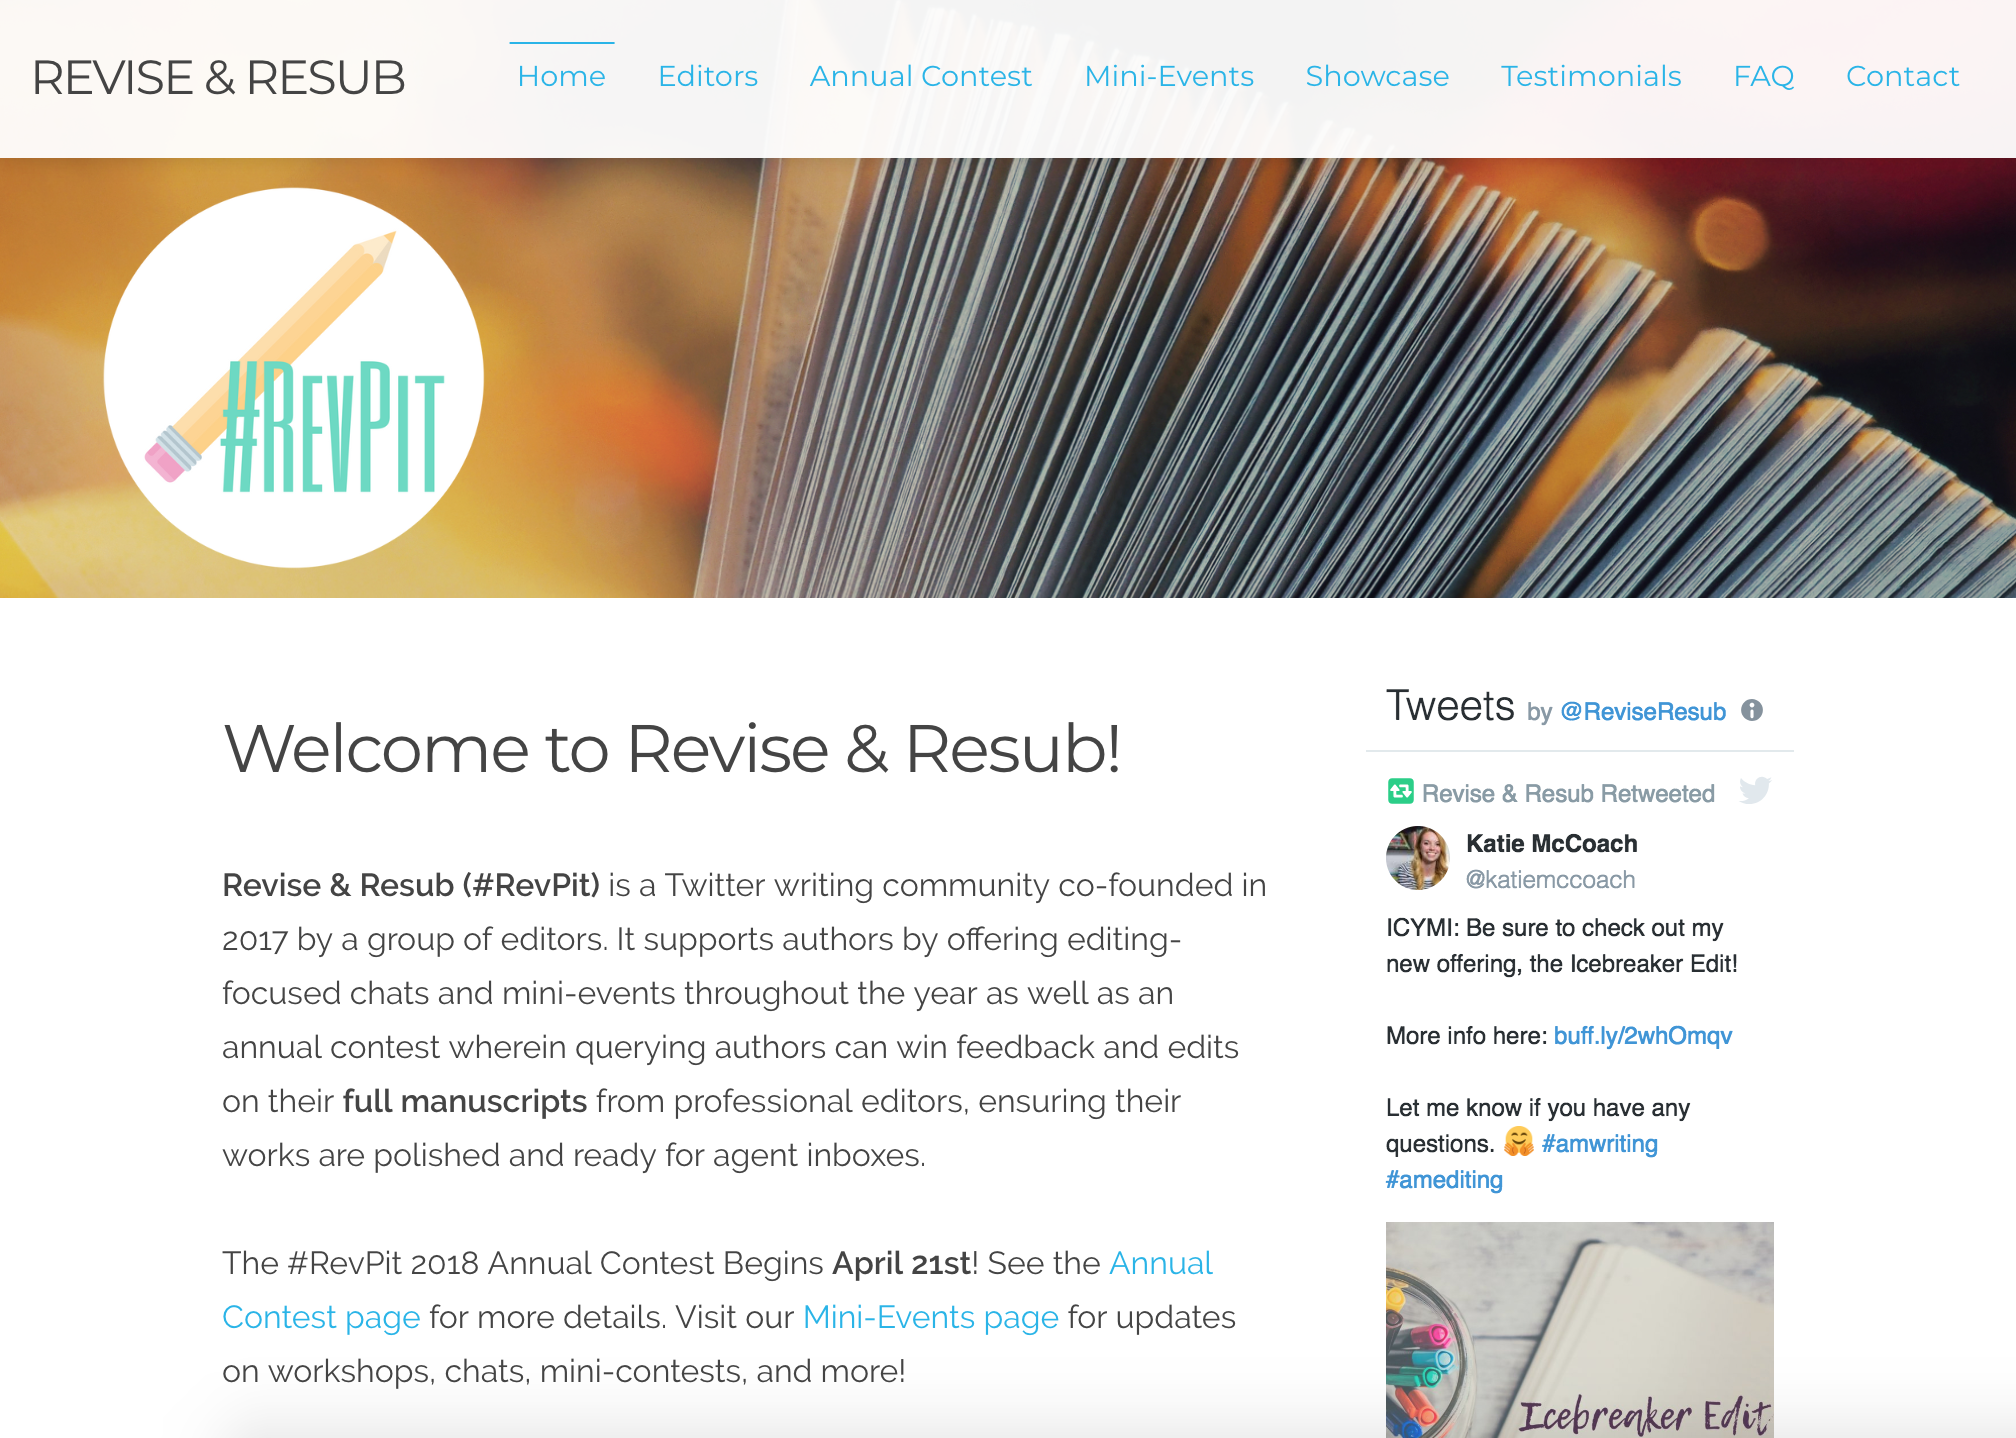 REVISE & RESUB
Home Editors Annual Contest Mini-Events Showcase Testimonials FAQ Contact
#REVPIT
Welcome to Revise & Resub!
Revise & Resub (#RevPit) is a Twitter writing community co-founded in
2017 by a group of editors. It supports authors by offering editing-
focused chats and mini-events throughout the year as well as an
annual contest wherein querying authors can win feedback and edits
on their full manuscripts from professional editors, ensuring their
works are polished and ready for agent inboxes.
The #RevPit 2018 Annual Contest Begins April 21st! See the Annual
Contest page for more details. Visit our Mini-Events page for updates
on workshops, chats, mini-contests, and more!
Tweets by @ReviseResub
Revise & Resub Retweeted
Katie McCoach
@katiemccoach
ICYMI: Be sure to check out my
new offering, the Icebreaker Edit!
More info here: buff.ly/2whOmqv
Let me know if you have any
questions. 🤗 #amwriting
#amediting
Icebreaker Edit